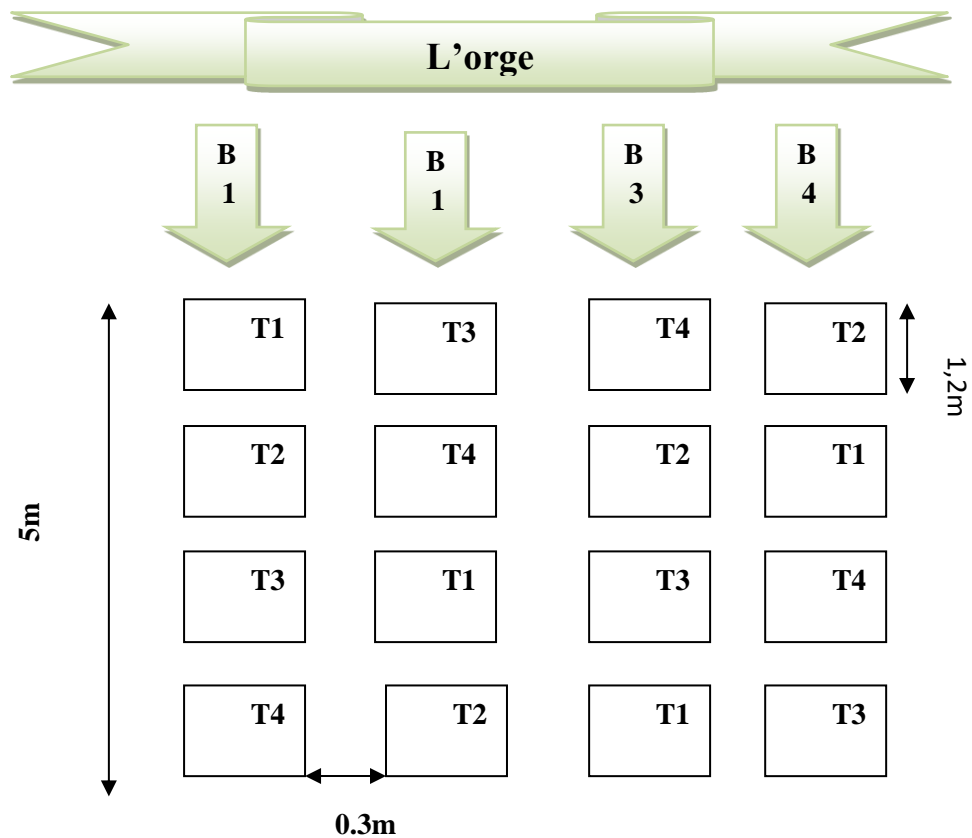 L'orge
B
1
B
1
B
3
B
4
T1 T3 T4 T2
1,2m
T2 T4 T2 T1
5m
T3 T1 T3 T4
T4 T2 T1 T3
0.3m